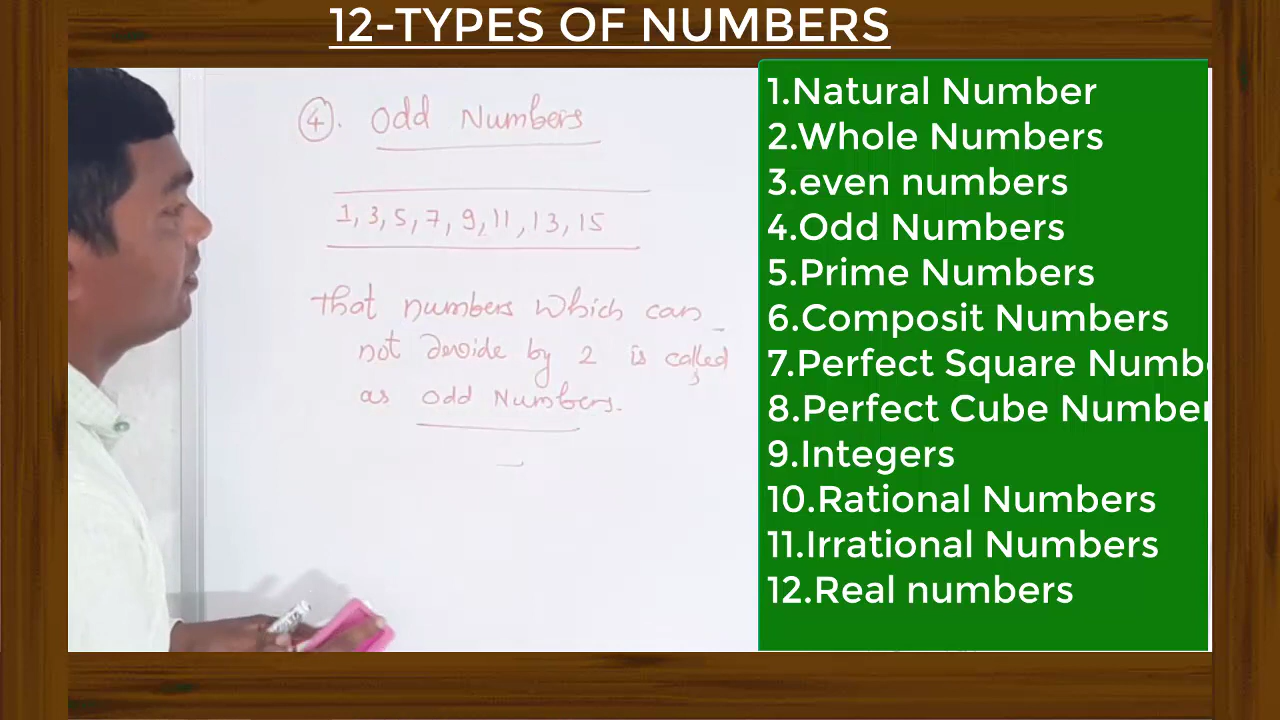 12-TYPES OF NUMBERS
4. Odd Numbers
1, 3, 5, 7, 9, 11, 13, 15
that numbers which can
not devide by 2 is called
as odd Numbers.
1.Natural Number
2.Whole Numbers
3.even numbers
4.Odd Numbers
5.Prime Numbers
6.Composit Numbers
7.Perfect Square Numb
8.Perfect Cube Number
9.Integers
10.Rational Numbers
11.Irrational Numbers
12.Real numbers